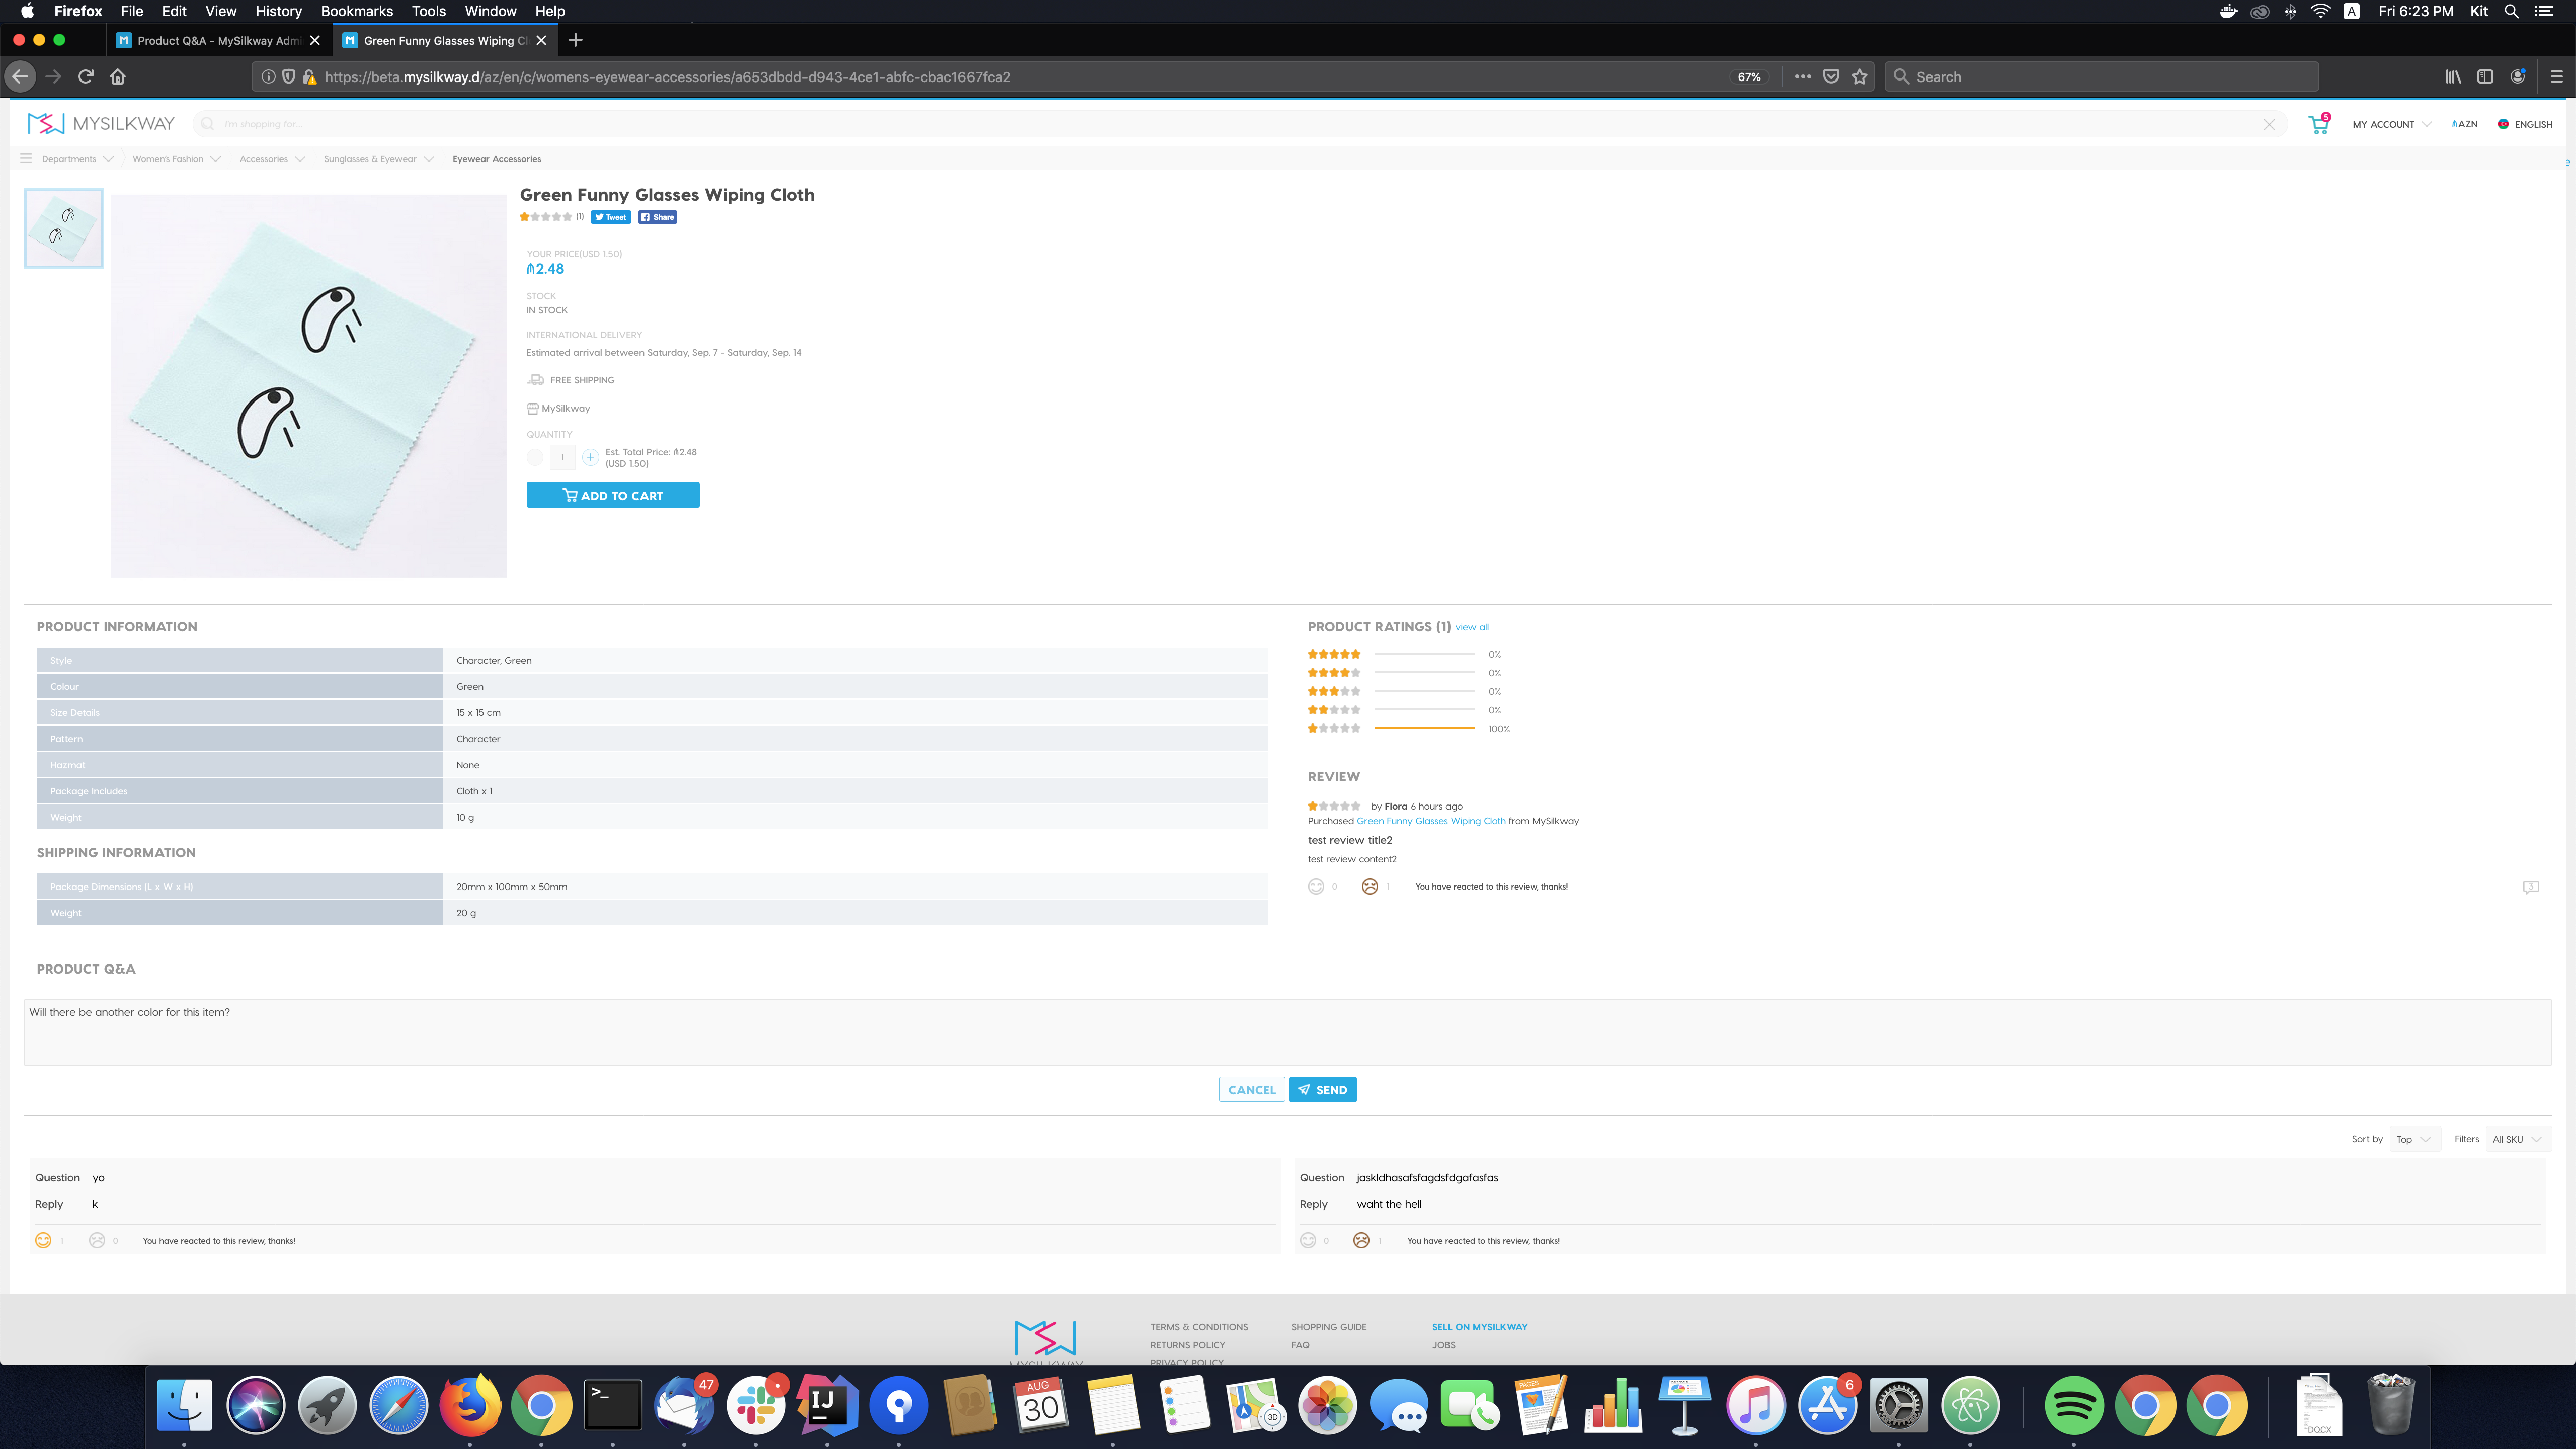 Firefox File Edit View History Bookmarks Tools Window Help A Fri 6:23 PM Kit
Product Q&A - MySilkway Admi Green Funny Glasses Wiping Cl
https://beta.mysilkway.d/az/en/c/womens-eyewear-accessories/a653dbdd-d943-4ce1-abfc-cbac1667fca2 67% Search
MYSILKWAY I'm shopping for... 5 MY ACCOUNT ₼AZN ENGLISH
Departments Women's Fashion Accessories Sunglasses & Eyewear Eyewear Accessories
Green Funny Glasses Wiping Cloth
(1) Tweet Share
YOUR PRICE(USD 1.50)
₼2.48
STOCK
IN STOCK
INTERNATIONAL DELIVERY
Estimated arrival between Saturday, Sep. 7 - Saturday, Sep. 14
FREE SHIPPING
MySilkway
QUANTITY
1 Est. Total Price: ₼2.48
(USD 1.50)
ADD TO CART
PRODUCT INFORMATION
Style Character, Green
Colour Green
Size Details 15 x 15 cm
Pattern Character
Hazmat None
Package Includes Cloth x 1
Weight 10 g
SHIPPING INFORMATION
Package Dimensions (L x W x H) 20mm x 100mm x 50mm
Weight 20 g
PRODUCT RATINGS (1) view all
0%
0%
0%
0%
100%
REVIEW
by Flora 6 hours ago
Purchased Green Funny Glasses Wiping Cloth from MySilkway
test review title2
test review content2
0 1 You have reacted to this review, thanks!
PRODUCT Q&A
Will there be another color for this item?
CANCEL SEND
Sort by Top Filters All SKU
Question yo
Reply k
1 0 You have reacted to this review, thanks!
Question jaskldhasafsfagdsfdgafasfas
Reply waht the hell
0 1 You have reacted to this review, thanks!
TERMS & CONDITIONS SHOPPING GUIDE SELL ON MYSILKWAY
RETURNS POLICY FAQ JOBS
MYSILKWAY PRIVACY POLICY
>_ 47 IJ AUG 30 3D PAGES 6 DOCX